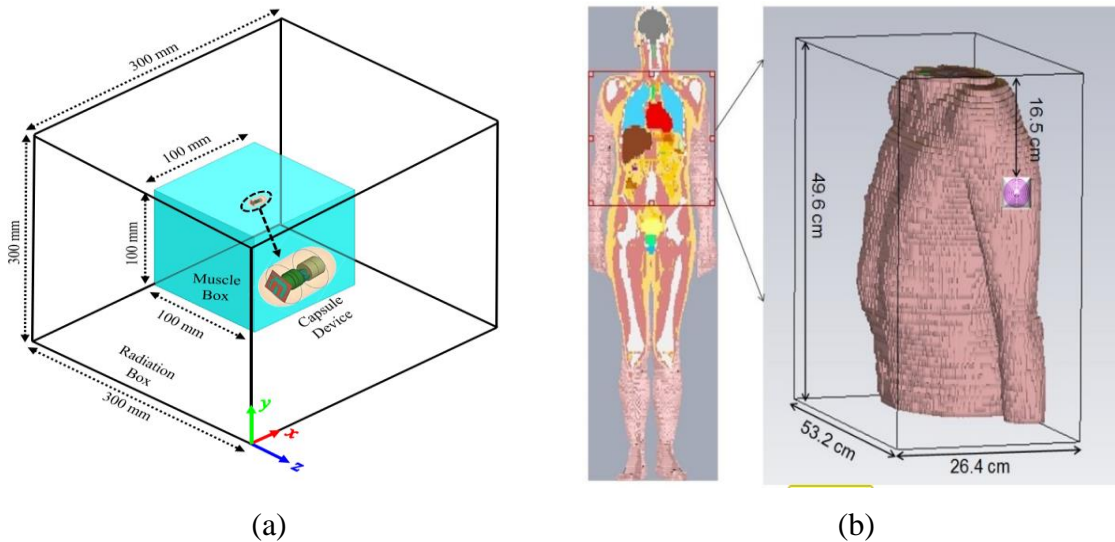 300 mm
100 mm
300 mm
100 mm
Muscle
Box
100 mm
Capsule
Device
Radiation
Box
300 mm
y
x
z
(a)
49.6 cm
16.5 cm
53.2 cm
26.4 cm
(b)